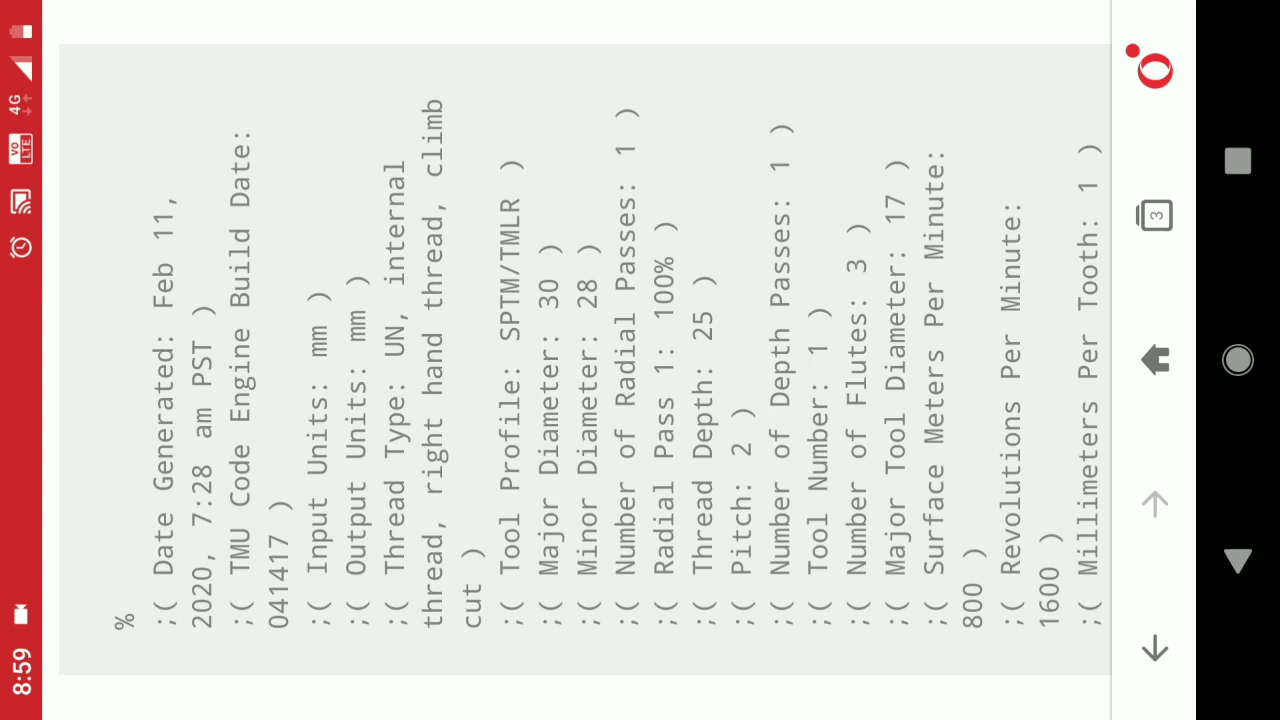 8:59
VO LTE
4G
%
;( Date Generated: Feb 11,
2020, 7:28 am PST )
;( TMU Code Engine Build Date:
041417 )
;( Input Units: mm )
;( Output Units: mm )
;( Thread Type: UN, internal
thread, right hand thread, climb
cut )
;( Tool Profile: SPTM/TMLR )
;( Major Diameter: 30 )
;( Minor Diameter: 28 )
;( Number of Radial Passes: 1 )
;( Radial Pass 1: 100% )
;( Thread Depth: 25 )
;( Pitch: 2 )
;( Number of Depth Passes: 1 )
;( Tool Number: 1 )
;( Number of Flutes: 3 )
;( Major Tool Diameter: 17 )
;( Surface Meters Per Minute:
800 )
;( Revolutions Per Minute:
1600 )
;( Millimeters Per Tooth: 1 )
3